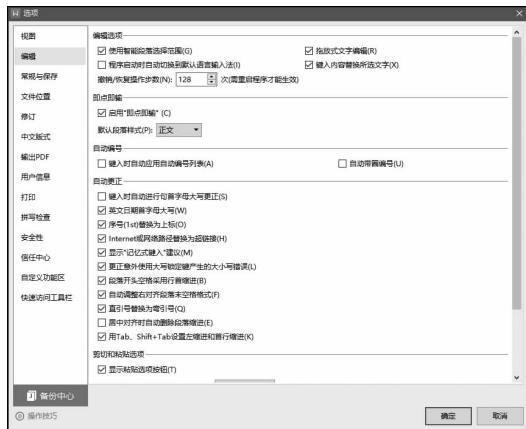 选项
视图
编辑
常规与保存
文件位置
修订
中文版式
输出PDF
用户信息
打印
拼写检查
安全性
信任中心
自定义功能区
快速访问工具栏
备份中心
操作技巧
编辑选项
使用智能段落选择范围(G)
拖放式文字编辑(R)
程序启动时自动切换到默认语言输入法(I)
键入内容替换所选文字(X)
撤销/恢复操作步数(N): 128 次(需重启程序才能生效)
即点即输
启用"即点即输" (C)
默认段落样式(P): 正文
自动编号
键入时自动应用自动编号列表(A)
自动带圈编号(U)
自动更正
键入时自动进行句首字母大写更正(S)
英文日期首字母大写(W)
序号(1st)替换为上标(O)
Internet或网络路径替换为超链接(H)
显示"记忆式键入"建议(M)
更正意外使用大写锁定键产生的大小写错误(L)
段落开头空格采用行首缩进(B)
自动调整右对齐段落末空格格式(F)
直引号替换为弯引号(Q)
居中对齐时自动删除段落缩进(E)
用Tab、Shift+Tab设置左缩进和首行缩进(K)
剪切和粘贴选项
显示粘贴选项按钮(T)
确定
取消